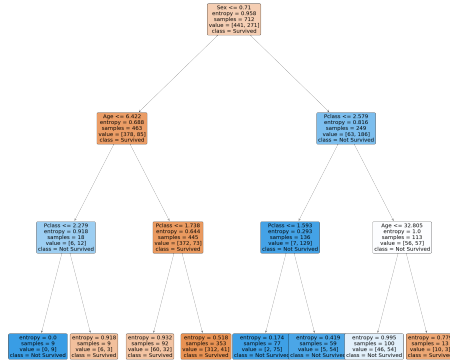 Sex <= 0.71
entropy = 0.958
samples = 712
value = [441, 271]
class = Survived
Age <= 6.422
entropy = 0.688
samples = 463
value = [378, 85]
class = Survived
Pclass <= 2.579
entropy = 0.816
samples = 249
value = [63, 186]
class = Not Survived
Pclass <= 2.279
entropy = 0.918
samples = 18
value = [6, 12]
class = Not Survived
Pclass <= 1.738
entropy = 0.644
samples = 445
value = [372, 73]
class = Survived
Pclass <= 1.593
entropy = 0.293
samples = 136
value = [7, 129]
class = Not Survived
Age <= 32.805
entropy = 1.0
samples = 113
value = [56, 57]
class = Not Survived
entropy = 0.0
samples = 9
value = [0, 9]
class = Not Survived
entropy = 0.918
samples = 9
value = [6, 3]
class = Survived
entropy = 0.932
samples = 92
value = [60, 32]
class = Survived
entropy = 0.518
samples = 353
value = [312, 41]
class = Survived
entropy = 0.174
samples = 77
value = [2, 75]
class = Not Survived
entropy = 0.419
samples = 59
value = [5, 54]
class = Not Survived
entropy = 0.995
samples = 100
value = [46, 54]
class = Not Survived
entropy = 0.77
samples = 13
value = [10, 3]
class = Survived